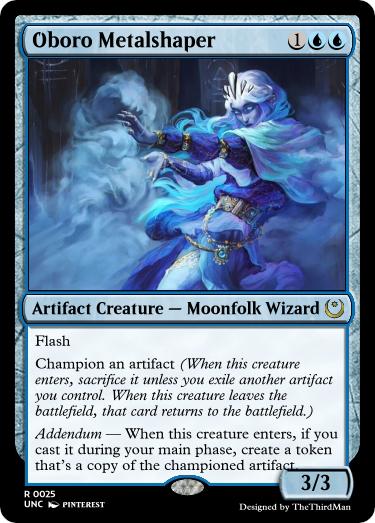 Oboro Metalshaper 1
Artifact Creature — Moonfolk Wizard
Flash
Champion an artifact (When this creature
enters, sacrifice it unless you exile another artifact
you control. When this creature leaves the
battlefield, that card returns to the battlefield.)
Addendum — When this creature enters, if you
cast it during your main phase, create a token
that's a copy of the championed artifact.
3/3
R 0025
UNC PINTEREST
Designed by TheThirdMan